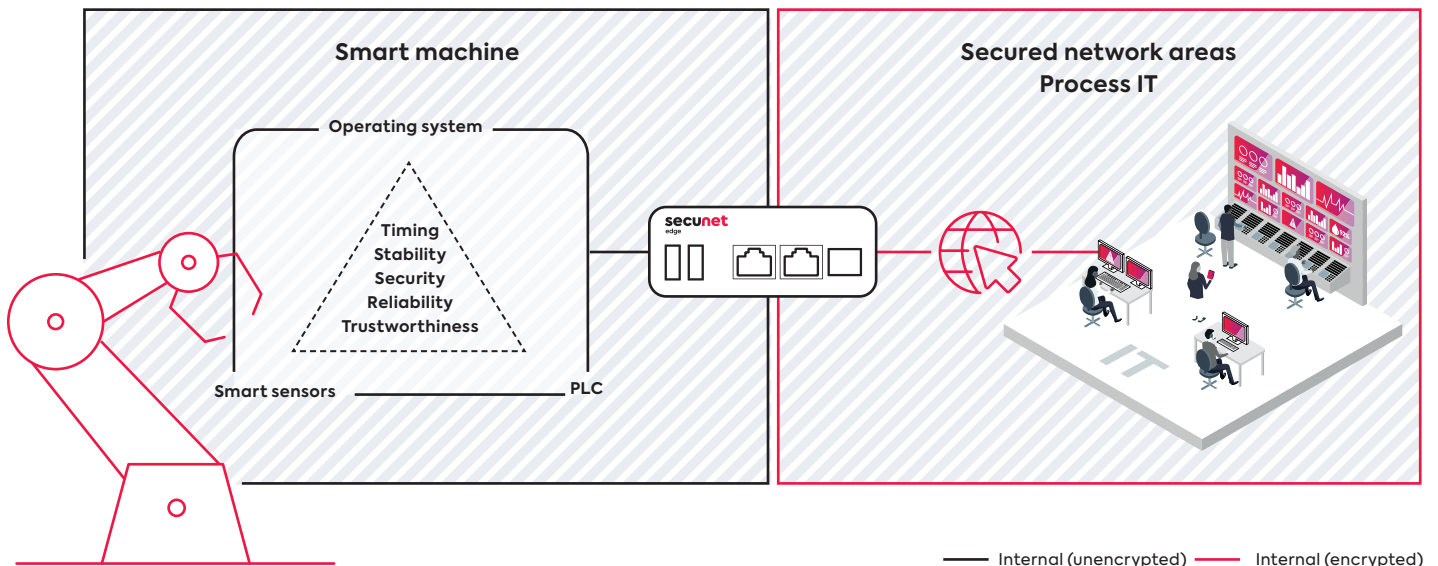 Smart machine
Secured network areas
Process IT
Operating system
Timing
Stability
Security
Reliability
Trustworthiness
Smart sensors
PLC
secunet
edge
IT
Internal (unencrypted)
Internal (encrypted)